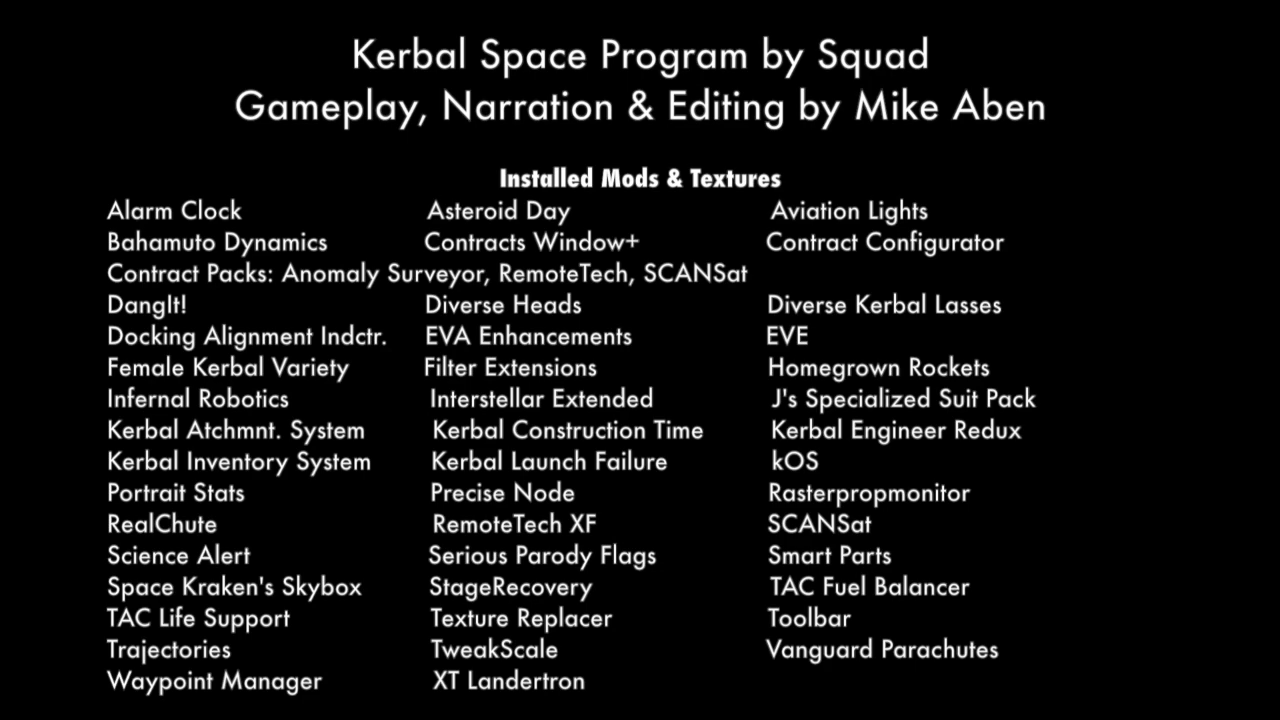 Kerbal Space Program by Squad
Gameplay, Narration & Editing by Mike Aben
Installed Mods & Textures
Alarm Clock Asteroid Day Aviation Lights
Bahamuto Dynamics Contracts Window+ Contract Configurator
Contract Packs: Anomaly Surveyor, RemoteTech, SCANSat
DangIt! Diverse Heads Diverse Kerbal Lasses
Docking Alignment Indctr. EVA Enhancements EVE
Female Kerbal Variety Filter Extensions Homegrown Rockets
Infernal Robotics Interstellar Extended J's Specialized Suit Pack
Kerbal Atchmnt. System Kerbal Construction Time Kerbal Engineer Redux
Kerbal Inventory System Kerbal Launch Failure kOS
Portrait Stats Precise Node Rasterpropmonitor
RealChute RemoteTech XF SCANSat
Science Alert Serious Parody Flags Smart Parts
Space Kraken's Skybox StageRecovery TAC Fuel Balancer
TAC Life Support Texture Replacer Toolbar
Trajectories TweakScale Vanguard Parachutes
Waypoint Manager XT Landertron